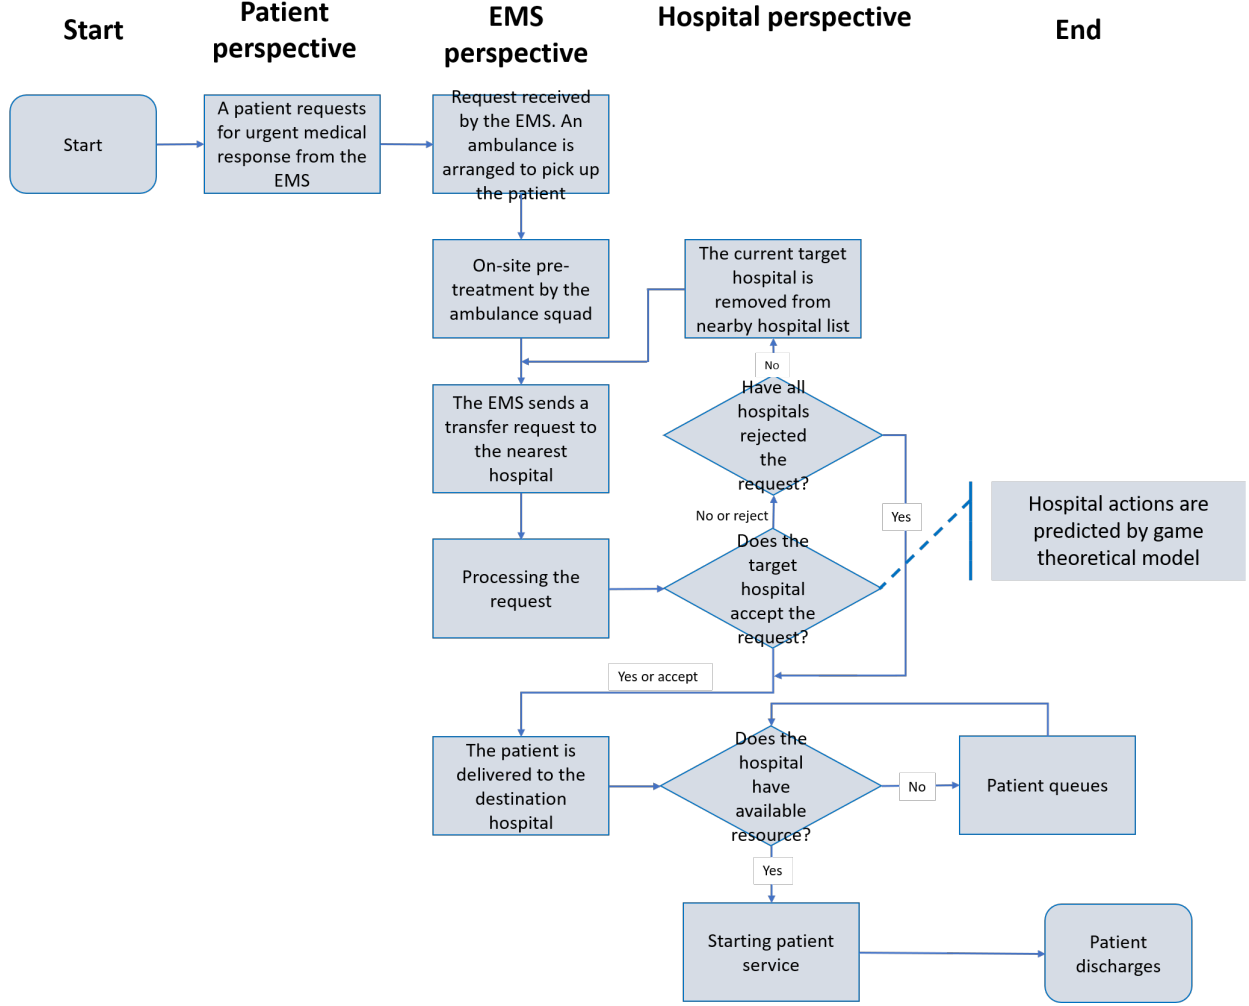 Start
Patient
perspective
EMS
perspective
Hospital perspective
End
Start
A patient requests
for urgent medical
response from the
EMS
Request received
by the EMS. An
ambulance is
arranged to pick up
the patient
On-site pre-
treatment by the
ambulance squad
The current target
hospital is
removed from
nearby hospital list
No
Have all
hospitals
rejected
the
request?
The EMS sends a
transfer request to
the nearest
hospital
No or reject
Yes
Hospital actions are
predicted by game
theoretical model
Processing the
request
Does the
target
hospital
accept the
request?
Yes or accept
The patient is
delivered to the
destination
hospital
Does the
hospital
have
available
resource?
No
Patient queues
Yes
Starting patient
service
Patient
discharges